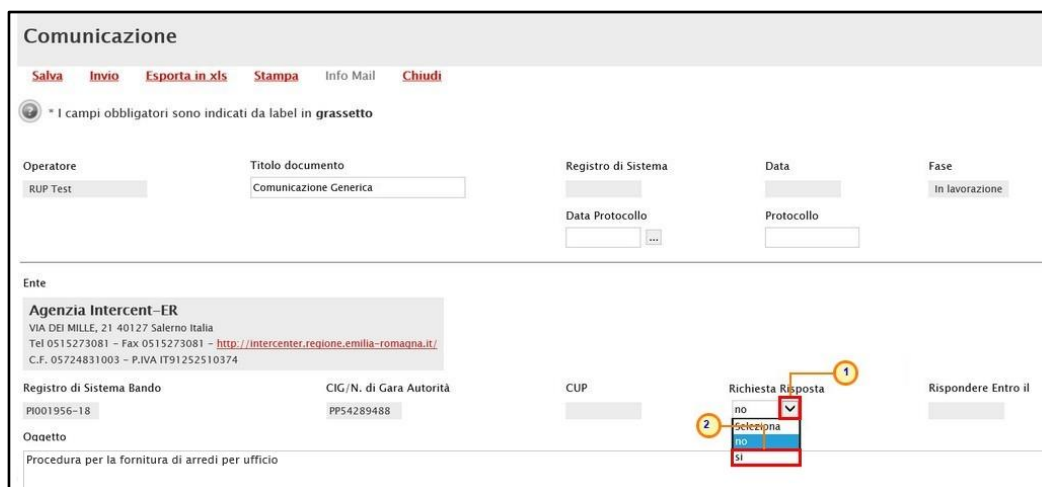 Comunicazione
Salva Invio Esporta in xls Stampa Info Mail Chiudi
? * I campi obbligatori sono indicati da label in grassetto
Operatore Titolo documento Registro di Sistema Data Fase
RUP Test Comunicazione Generica In lavorazione
Data Protocollo Protocollo
...
Ente
Agenzia Intercent-ER
VIA DEI MILLE, 21 40127 Salerno Italia
Tel 0515273081 - Fax 0515273081 - http://intercenter.regione.emilia-romagna.it/
C.F. 05724831003 - P.IVA IT91252510374
1
Registro di Sistema Bando CIG/N. di Gara Autorità CUP Richiesta Risposta Rispondere Entro il
PI001956-18 PP54289488 no
2 Seleziona
no
si
Oggetto
Procedura per la fornitura di arredi per ufficio